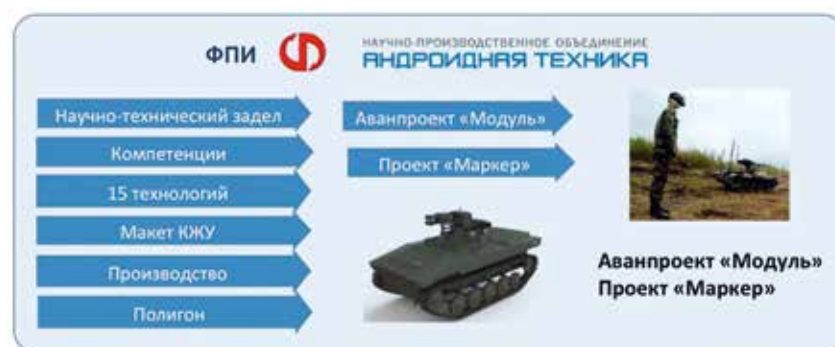 ФПИ
НАУЧНО-ПРОИЗВОДСТВЕННОЕ ОБЪЕДИНЕНИЕ
АНДРОИДНАЯ ТЕХНИКА
Научно-технический задел
Компетенции
15 технологий
Макет КЖУ
Производство
Полигон
Аванпроект «Модуль»
Проект «Маркер»
Аванпроект «Модуль»
Проект «Маркер»